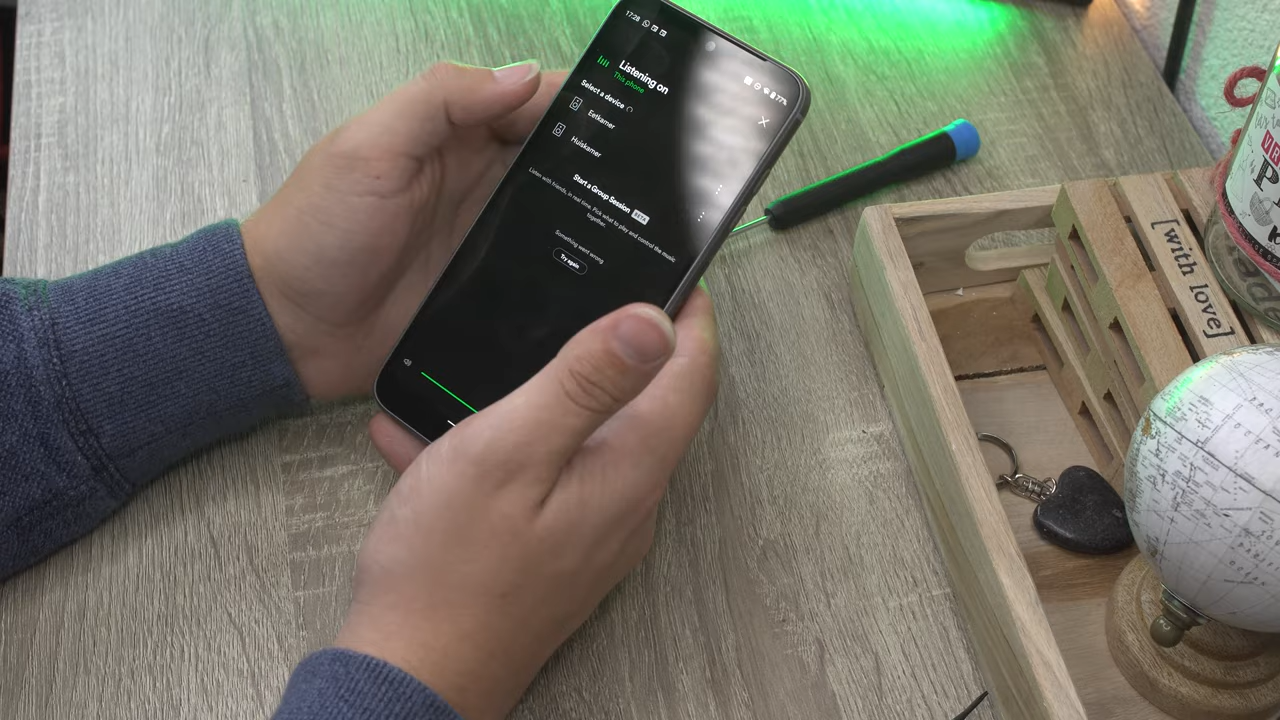 17:28
77%
Listening on
This phone
Select a device
Eetkamer
Huiskamer
Start a Group Session BETA
Listen with friends, in real time. Pick what to play and control the music
together.
Something went wrong
Try again
[with love]
VIP